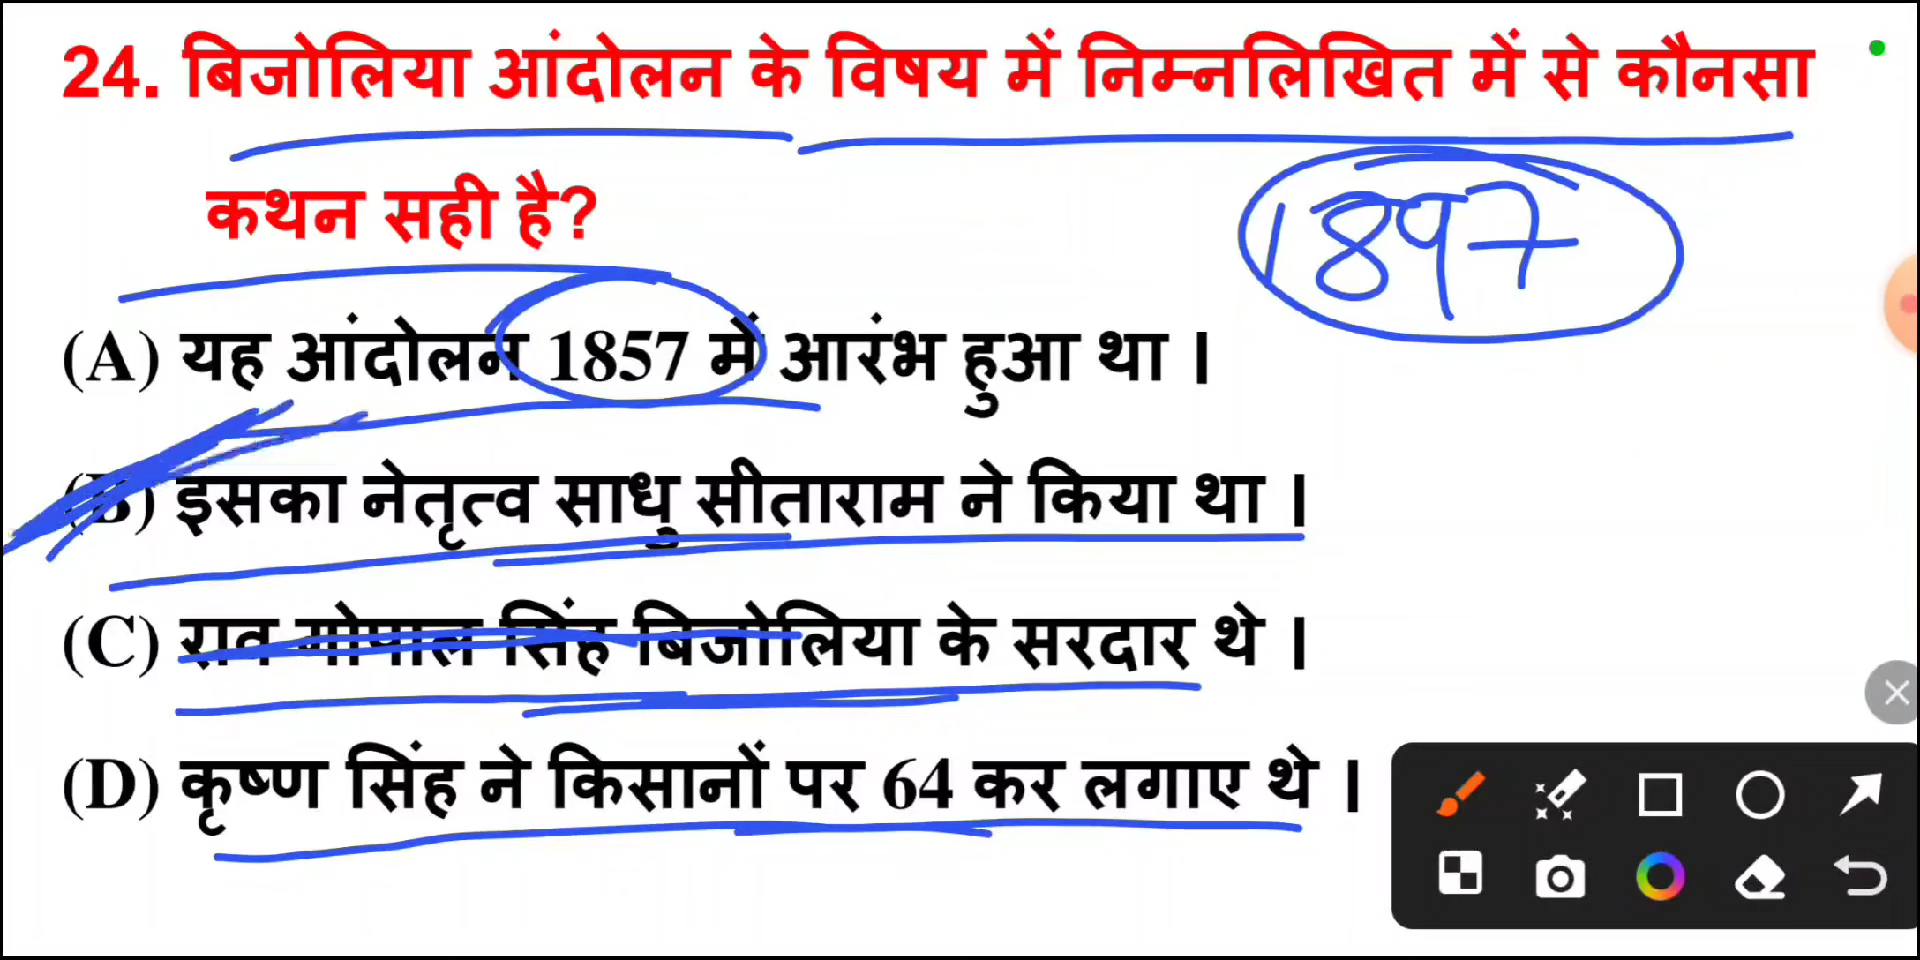 24. बिजोलिया आंदोलन के विषय में निम्नलिखित में से कौनसा
कथन सही है?
1897
(A) यह आंदोलन 1857 में आरंभ हुआ था ।
(B) इसका नेतृत्व साधु सीताराम ने किया था ।
(C) राव गोपाल सिंह बिजोलिया के सरदार थे ।
(D) कृष्ण सिंह ने किसानों पर 64 कर लगाए थे ।